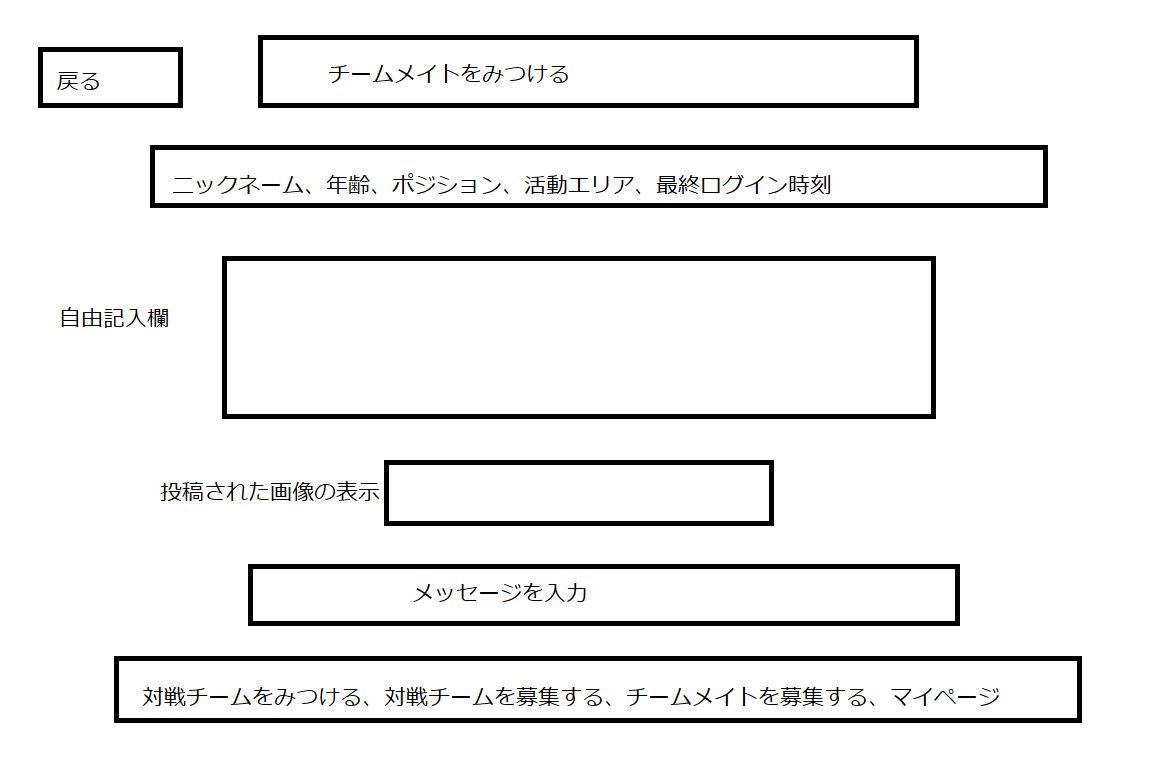 戻る
チームメイトをみつける
ニックネーム、年齢、ポジション、活動エリア、最終ログイン時刻
自由記入欄
投稿された画像の表示
メッセージを入力
対戦チームをみつける、対戦チームを募集する、チームメイトを募集する、マイページ